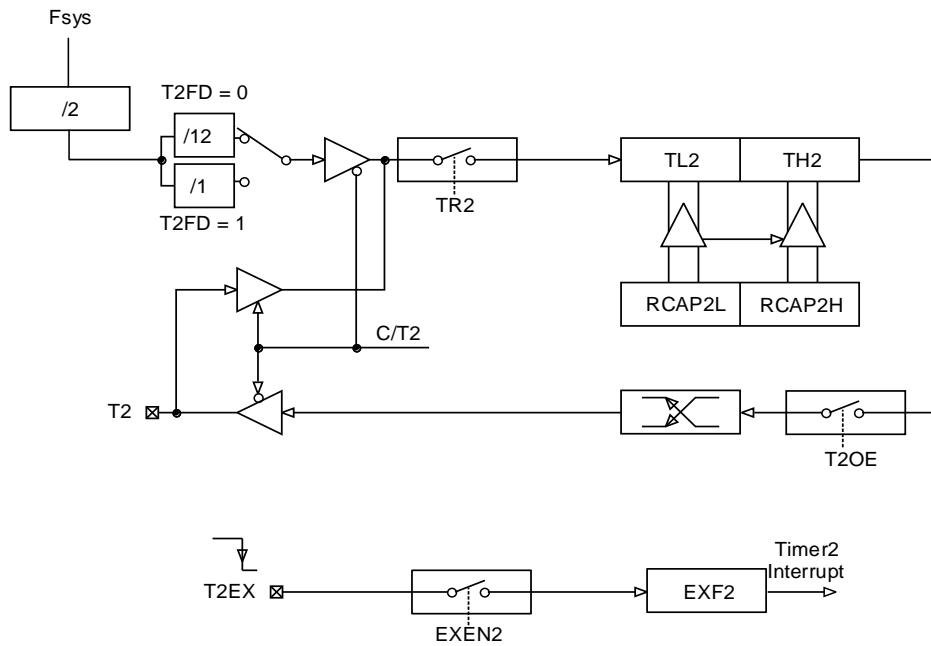 Fsys
/2
T2FD = 0
/12
/1
T2FD = 1
TR2
TL2
TH2
RCAP2L
RCAP2H
C/T2
T2
T2OE
T2EX
EXEN2
EXF2
Timer2
Interrupt